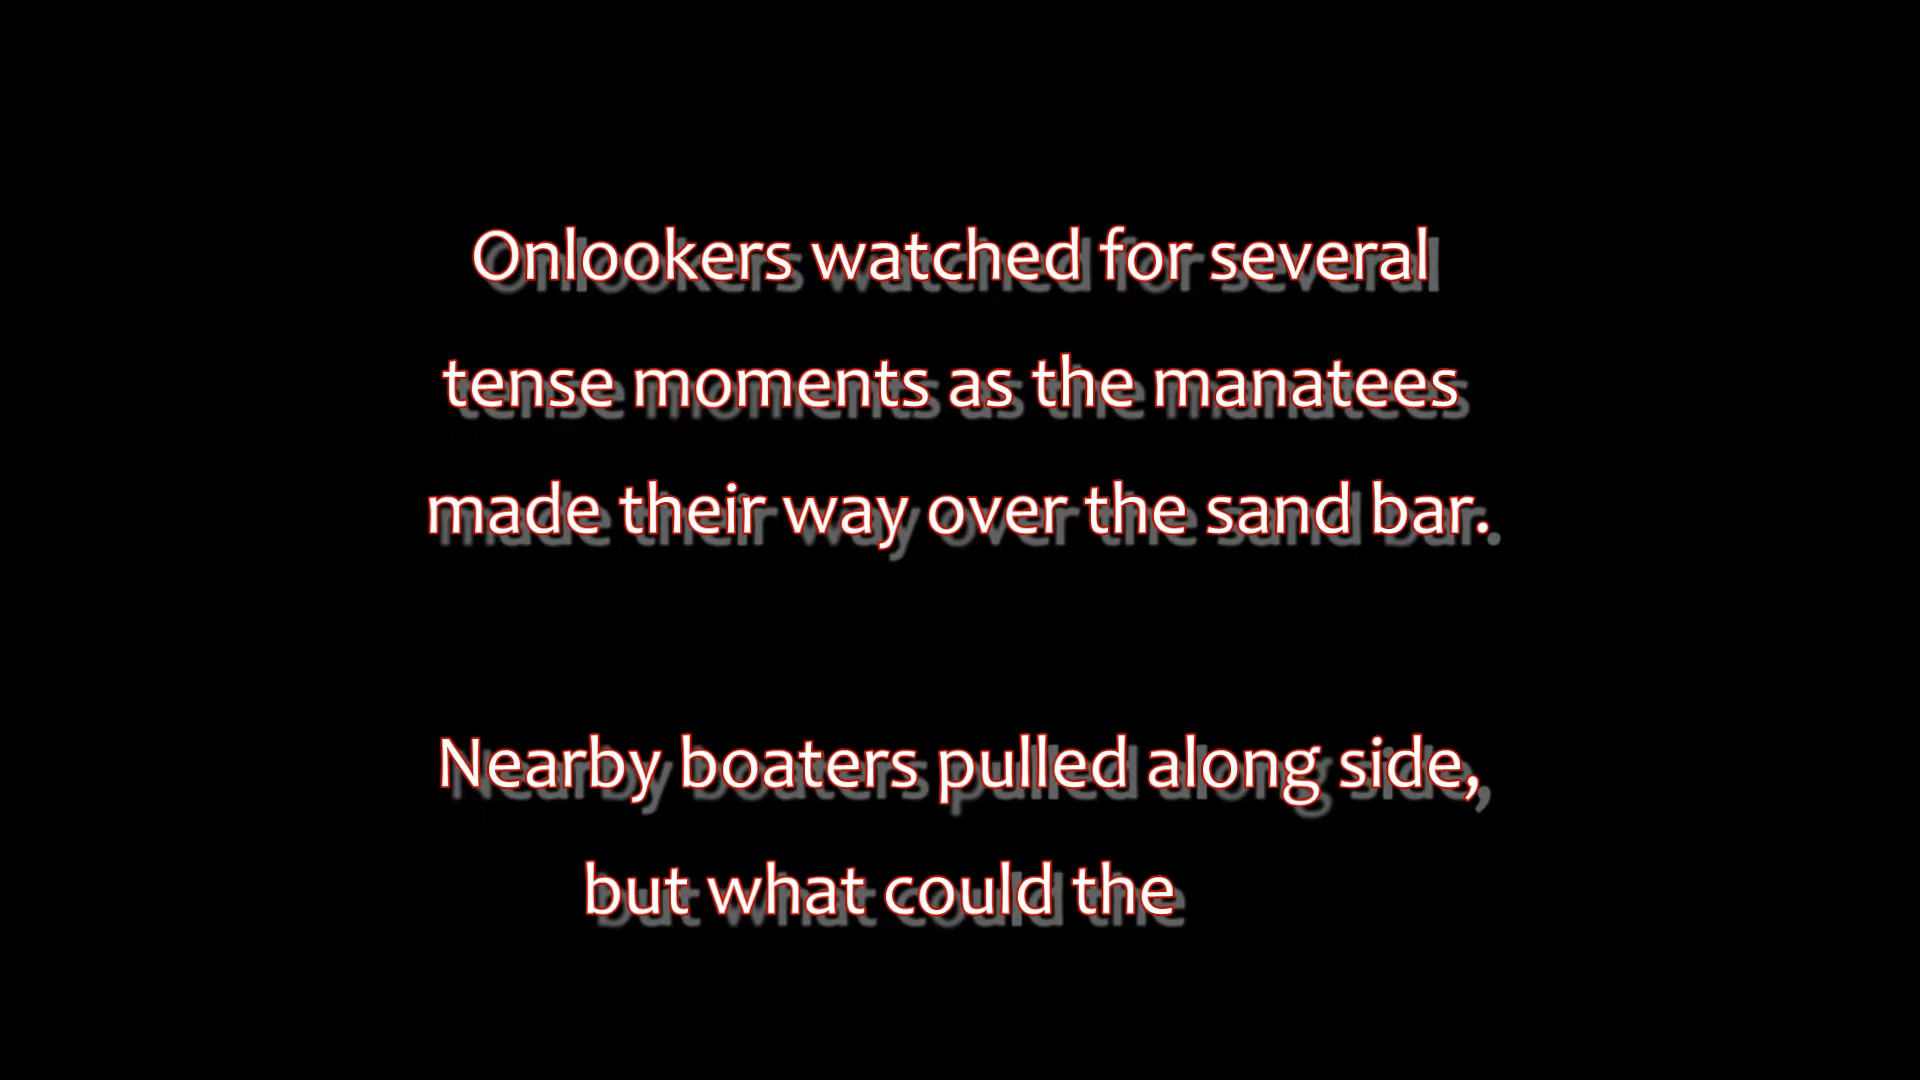 Onlookers watched for several
tense moments as the manatees
made their way over the sand bar.
Nearby boaters pulled along side,
but what could the